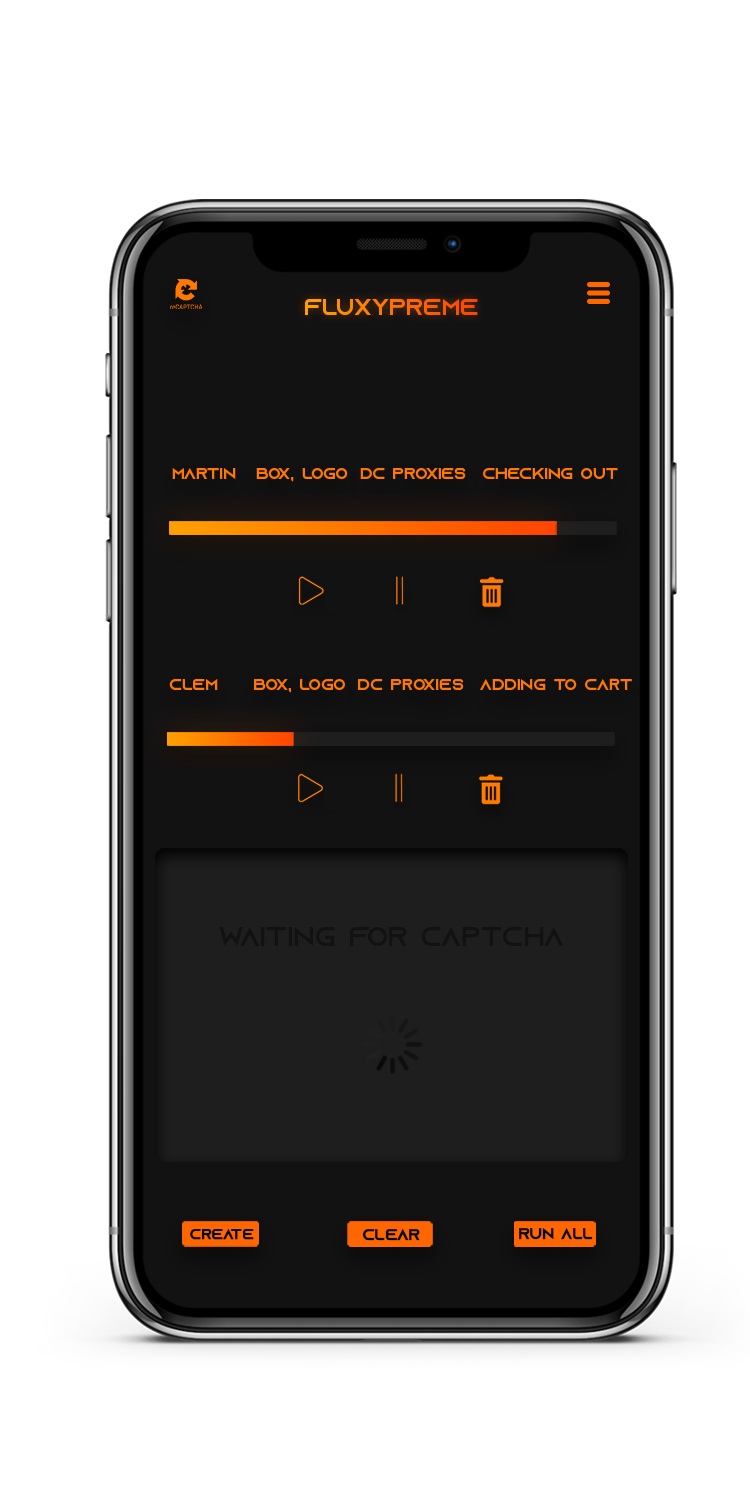 reCAPTCHA
FLUXYPREME
MARTIN BOX, LOGO DC PROXIES CHECKING OUT
CLEM BOX, LOGO DC PROXIES ADDING TO CART
WAITING FOR CAPTCHA
CREATE CLEAR RUN ALL